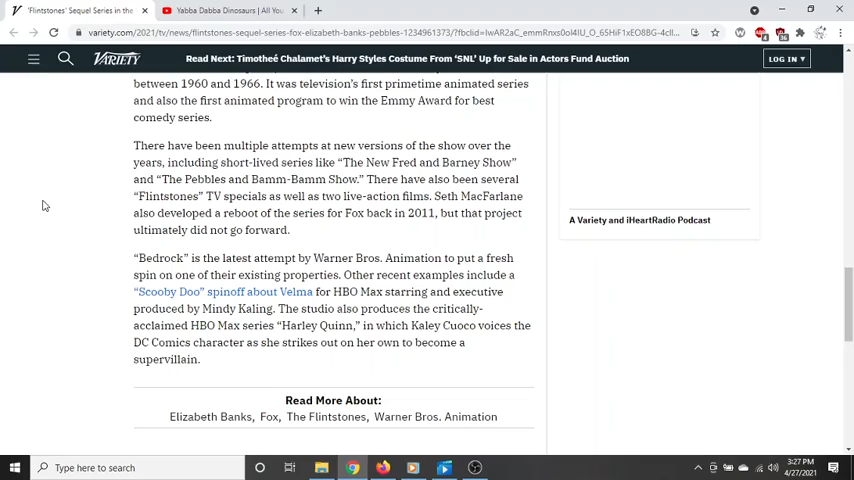 'Flintstones' Sequel Series in the
Yabba Dabba Dinosaurs | All You
variety.com/2021/tv/news/flintstones-sequel-series-fox-elizabeth-banks-pebbles-1234961373/?fbclid=IwAR2aC_emmRnxs0oI4IU_O_65HiF1xEO8BG-4cll...
VARIETY
Read Next: Timotheé Chalamet's Harry Styles Costume From 'SNL' Up for Sale in Actors Fund Auction
LOG IN
between 1960 and 1966. It was television's first primetime animated series
and also the first animated program to win the Emmy Award for best
comedy series.
There have been multiple attempts at new versions of the show over the
years, including short-lived series like “The New Fred and Barney Show”
and “The Pebbles and Bamm-Bamm Show.” There have also been several
“Flintstones” TV specials as well as two live-action films. Seth MacFarlane
also developed a reboot of the series for Fox back in 2011, but that project
ultimately did not go forward.
A Variety and iHeartRadio Podcast
“Bedrock” is the latest attempt by Warner Bros. Animation to put a fresh
spin on one of their existing properties. Other recent examples include a
“Scooby Doo” spinoff about Velma for HBO Max starring and executive
produced by Mindy Kaling. The studio also produces the critically-
acclaimed HBO Max series “Harley Quinn,” in which Kaley Cuoco voices the
DC Comics character as she strikes out on her own to become a
supervillain.
Read More About:
Elizabeth Banks, Fox, The Flintstones, Warner Bros. Animation
Type here to search
3:27 PM
4/27/2021